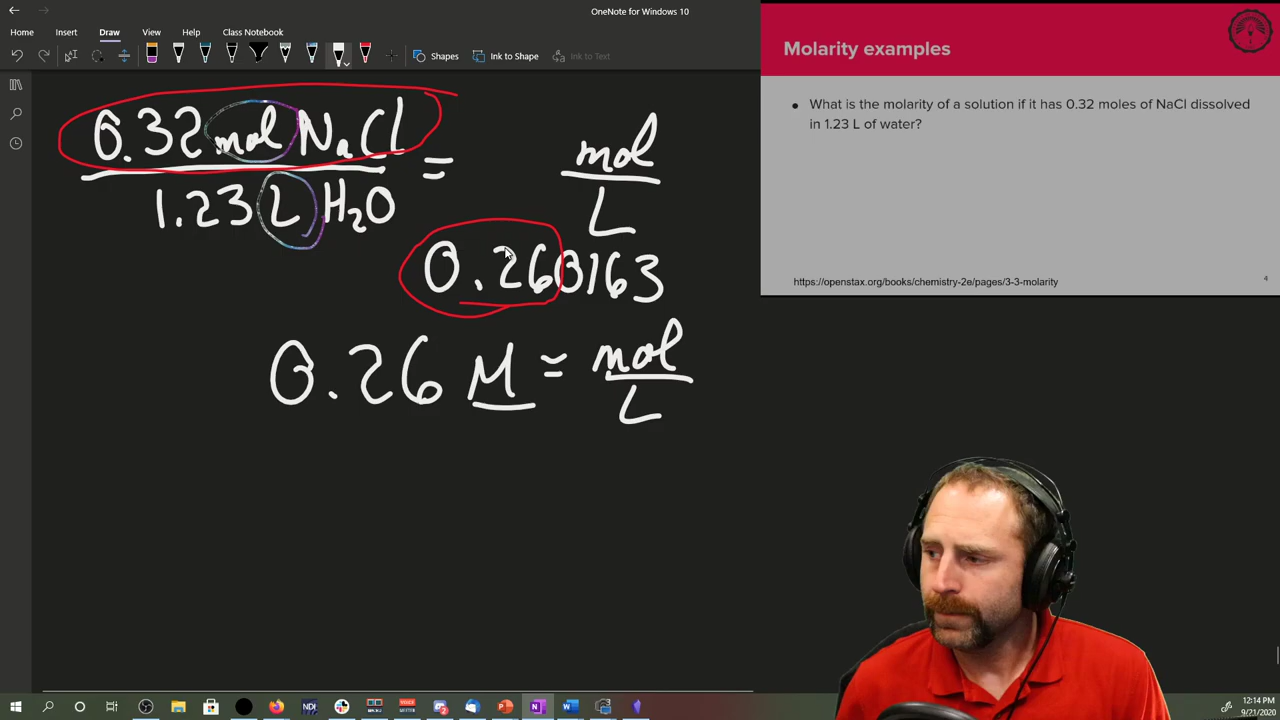 OneNote for Windows 10
Home Insert Draw View Help Class Notebook
Shapes Ink to Shape Ink to Text
0.32 mol NaCl
1.23 L H2O
=
mol
L
0.260163
0.26 M = mol
L
Molarity examples
What is the molarity of a solution if it has 0.32 moles of NaCl dissolved
in 1.23 L of water?
https://openstax.org/books/chemistry-2e/pages/3-3-molarity 4
12:14 PM
9/21/2020